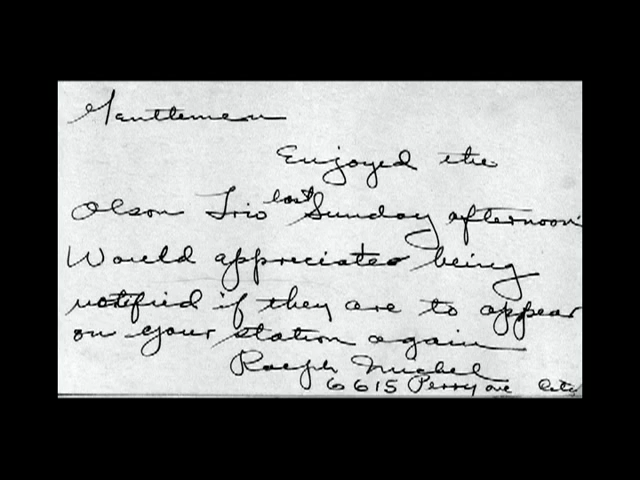 Gentlemen
Enjoyed the
Olson Trio last Sunday afternoon
Would appreciate being
notified if they are to appear
on your station again
Ralph
6615 Perry ave City